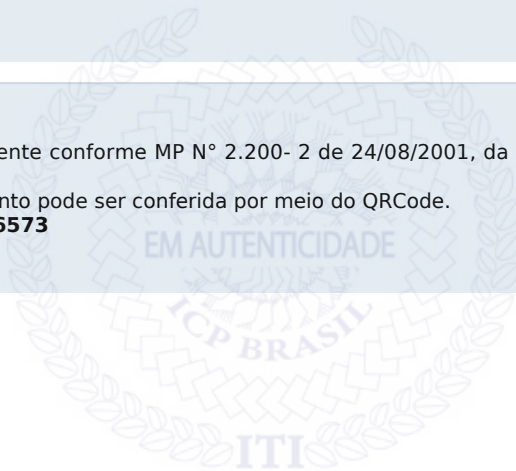 ente conforme MP N° 2.200- 2 de 24/08/2001, da
nto pode ser conferida por meio do QRCode.
6573
EM AUTENTICIDADE
ICP BRASIL
ITI